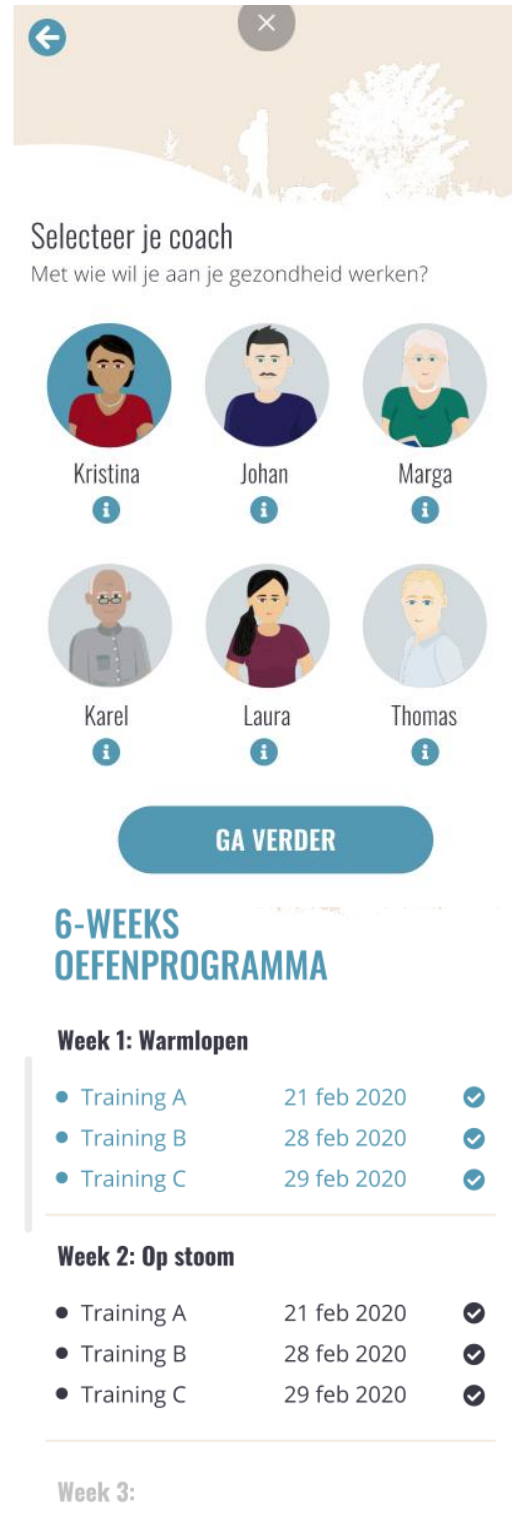 Selecteer je coach
Met wie wil je aan je gezondheid werken?
Kristina Johan Marga
Karel Laura Thomas
GA VERDER
6-WEEKS
OEFENPROGRAMMA
Week 1: Warmlopen
Training A 21 feb 2020
Training B 28 feb 2020
Training C 29 feb 2020
Week 2: Op stoom
Training A 21 feb 2020
Training B 28 feb 2020
Training C 29 feb 2020
Week 3: